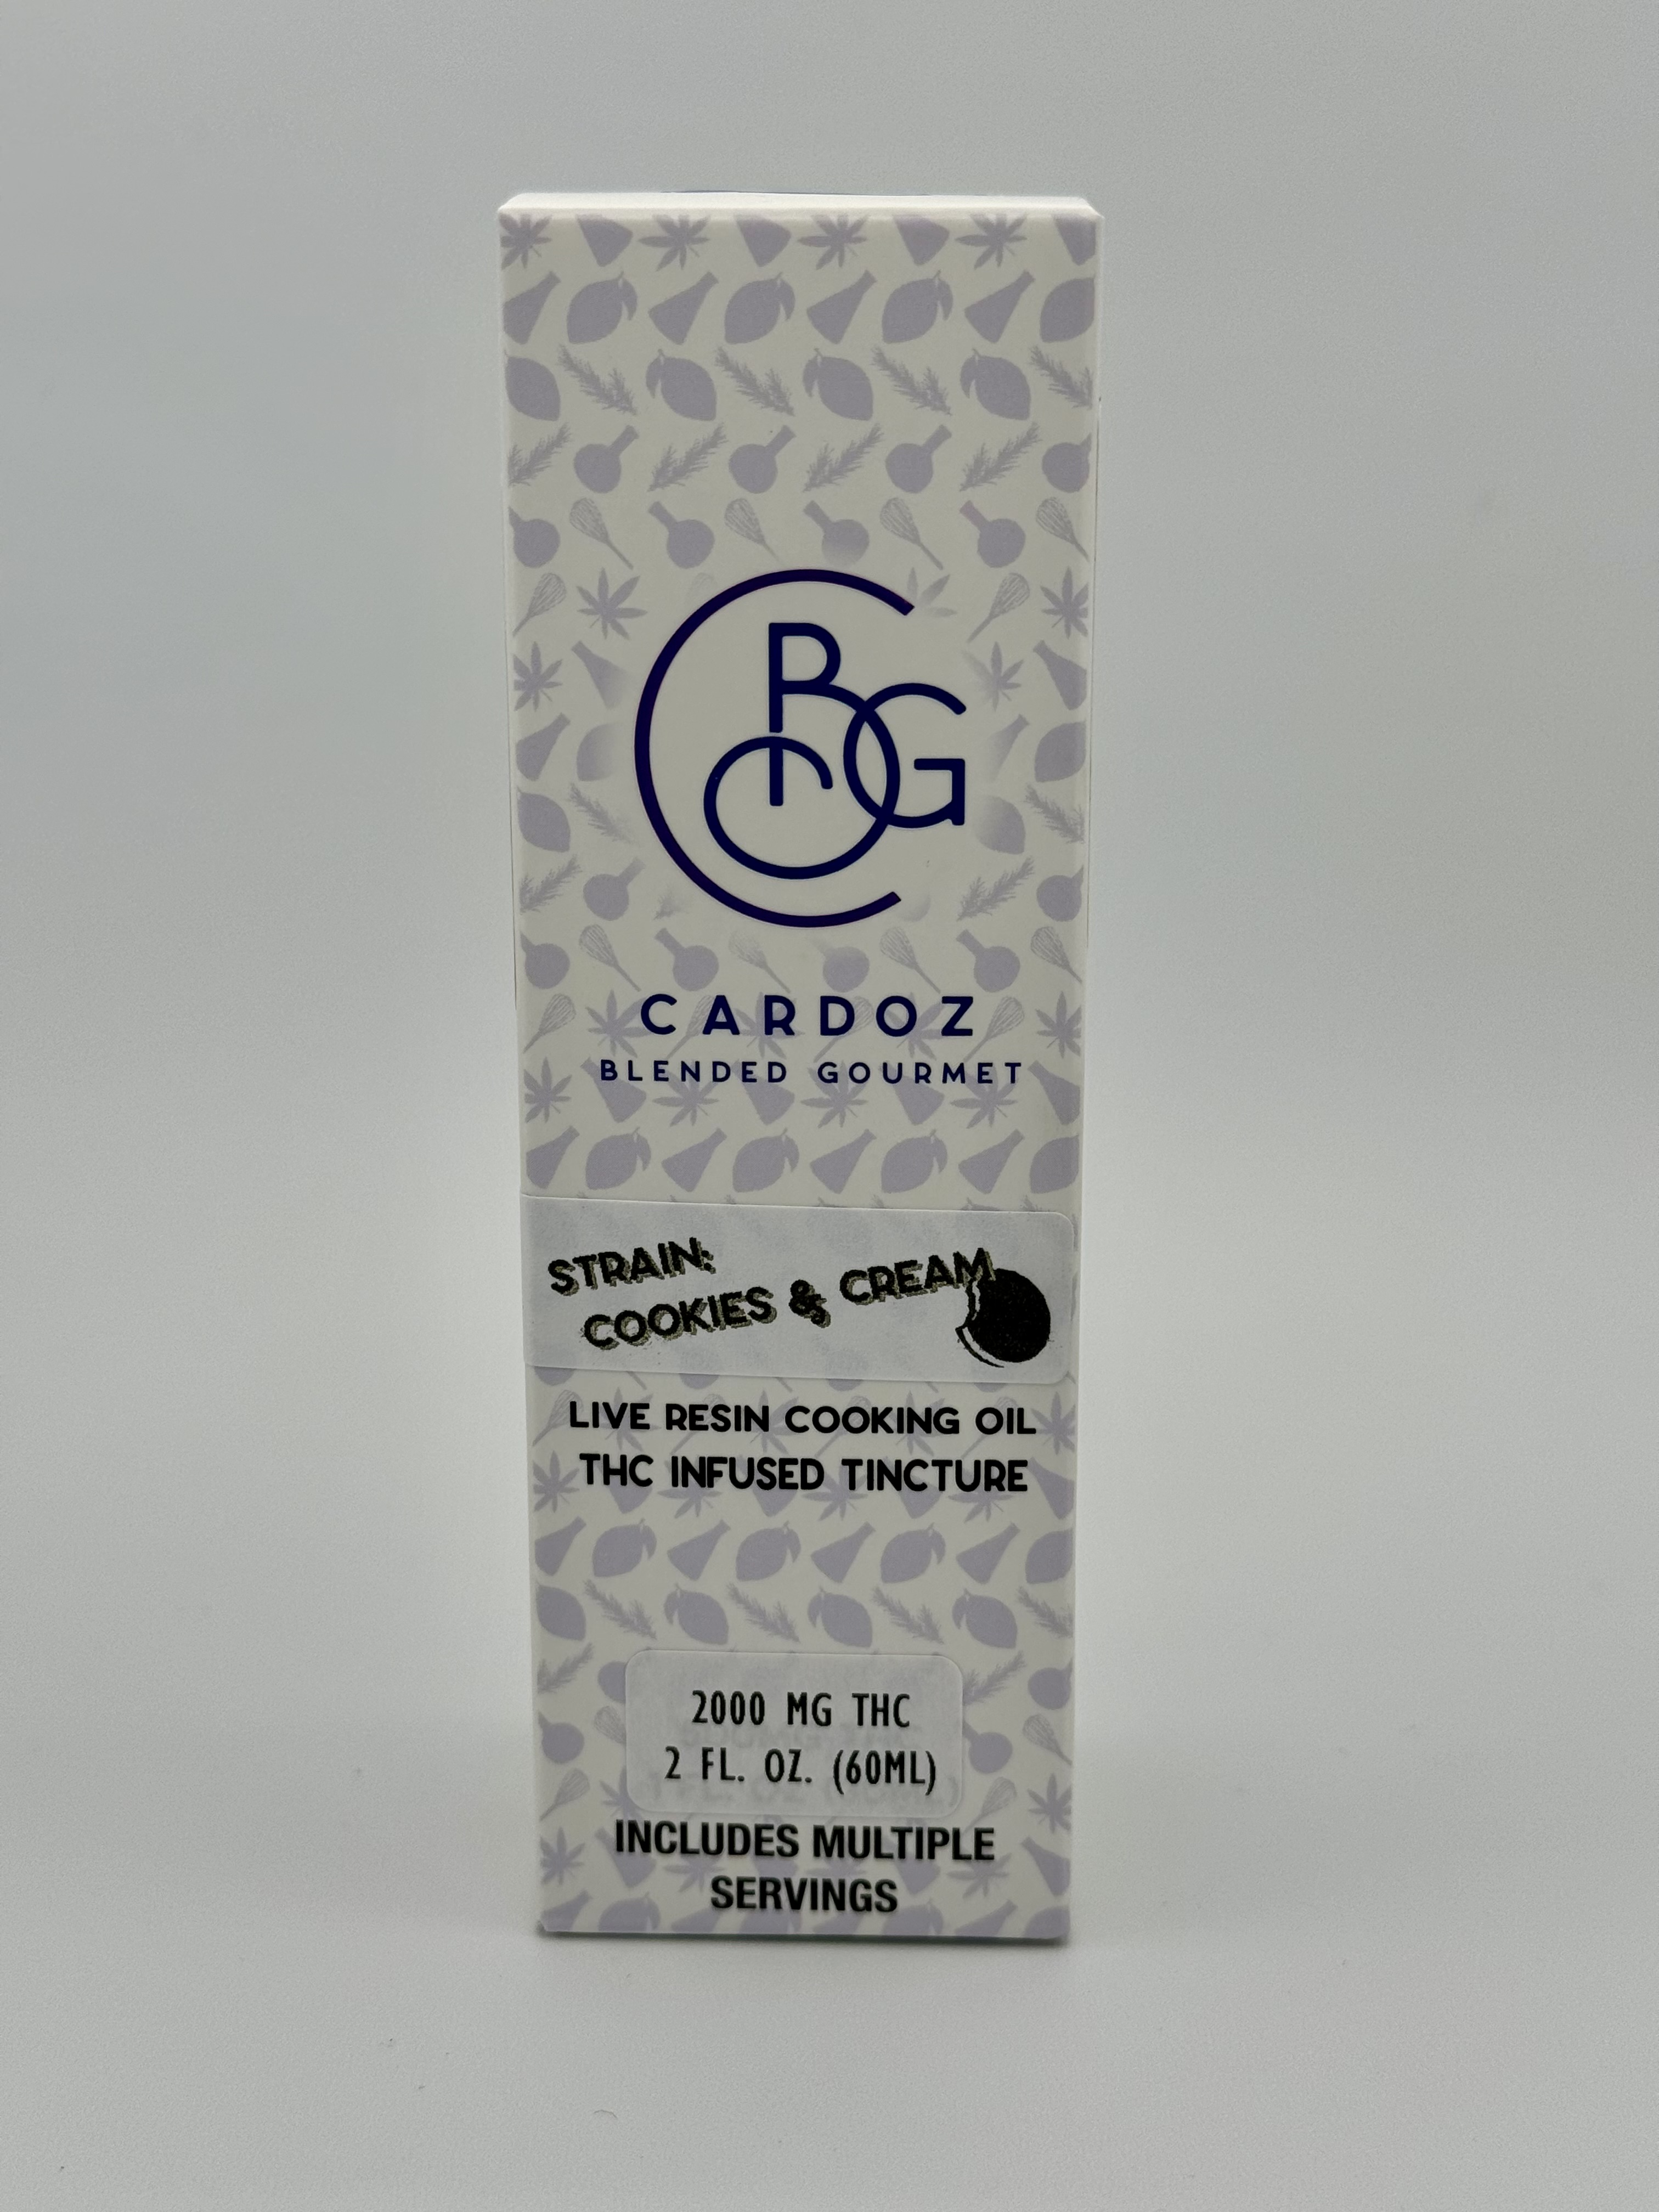 CBG
CARDOZ
BLENDED GOURMET
STRAIN:
COOKIES & CREAM
LIVE RESIN COOKING OIL
THC INFUSED TINCTURE
2000 MG THC
2 FL. OZ. (60ML)
INCLUDES MULTIPLE
SERVINGS